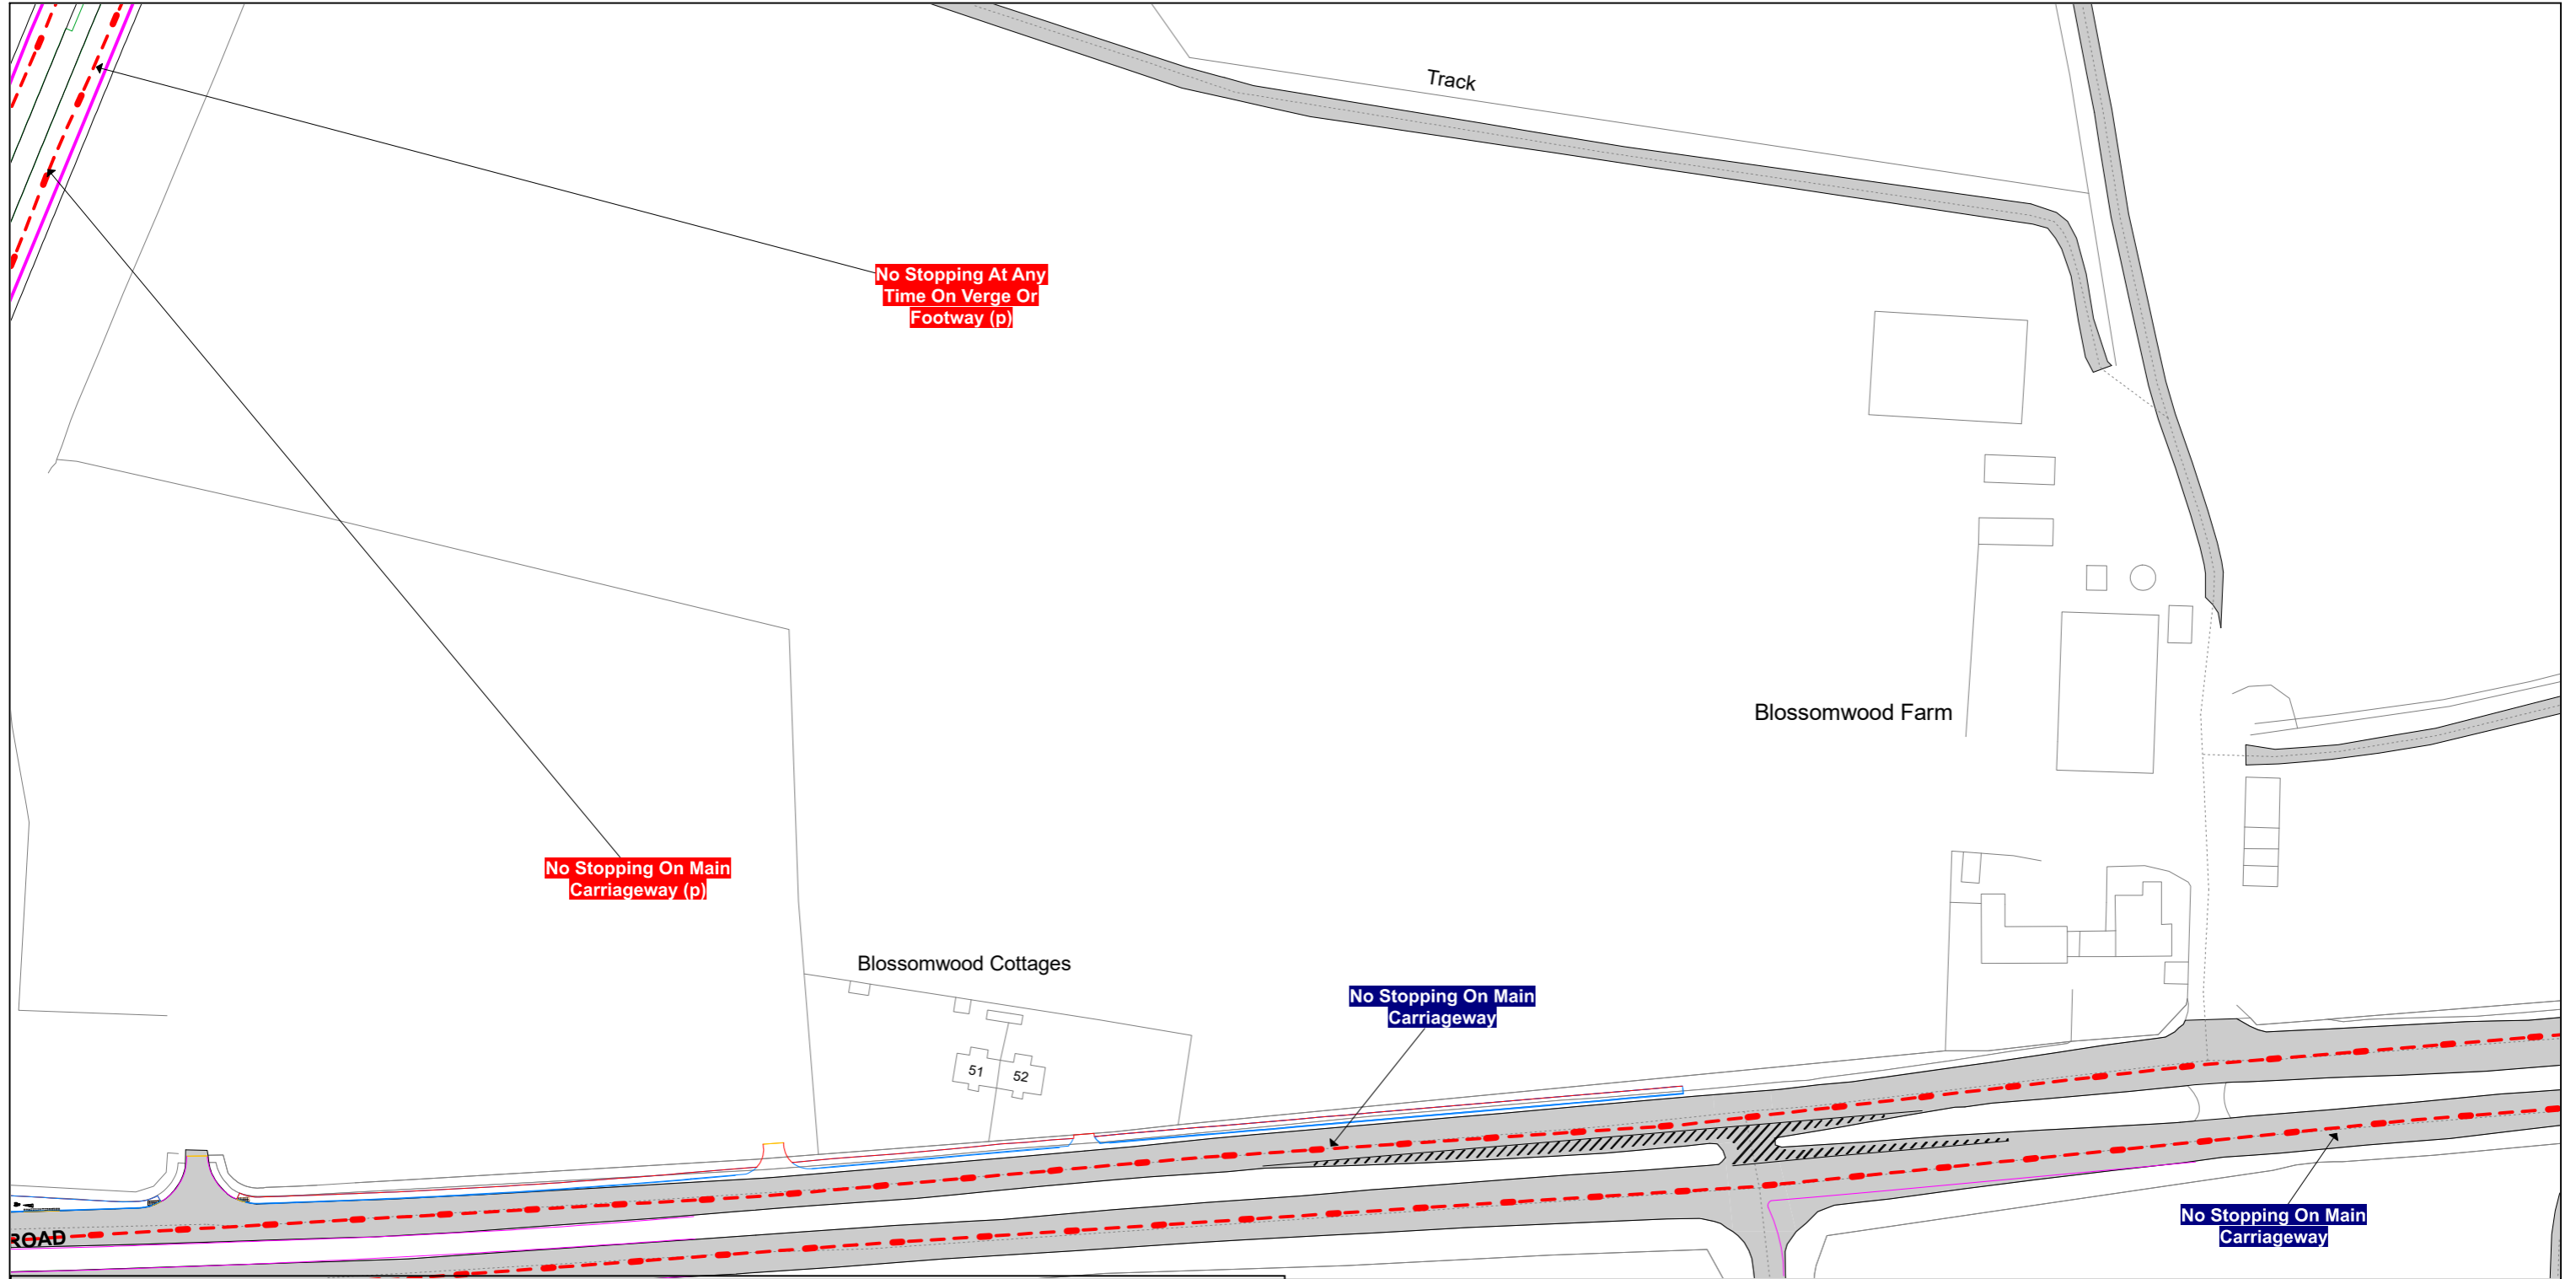 Track
No Stopping At Any
Time On Verge Or
Footway (p)
Blossomwood Farm
No Stopping On Main
Carriageway (p)
Blossomwood Cottages
No Stopping On Main
Carriageway
51
52
No Stopping On Main
Carriageway
ROAD